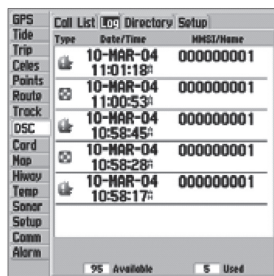 GPS
Tide
Trip
Celes
Points
Route
Track
DSC
Card
Map
Hiway
Temp
Sonar
Setup
Comm
Alarm
Call List Log Directory Setup
Type Date/Time MMSI/Name
10-MAR-04 000000001
11:01:18
10-MAR-04 000000001
11:00:53
10-MAR-04 000000001
10:58:45
10-MAR-04 000000001
10:58:28
10-MAR-04 000000001
10:58:17
95 Available 5 Used